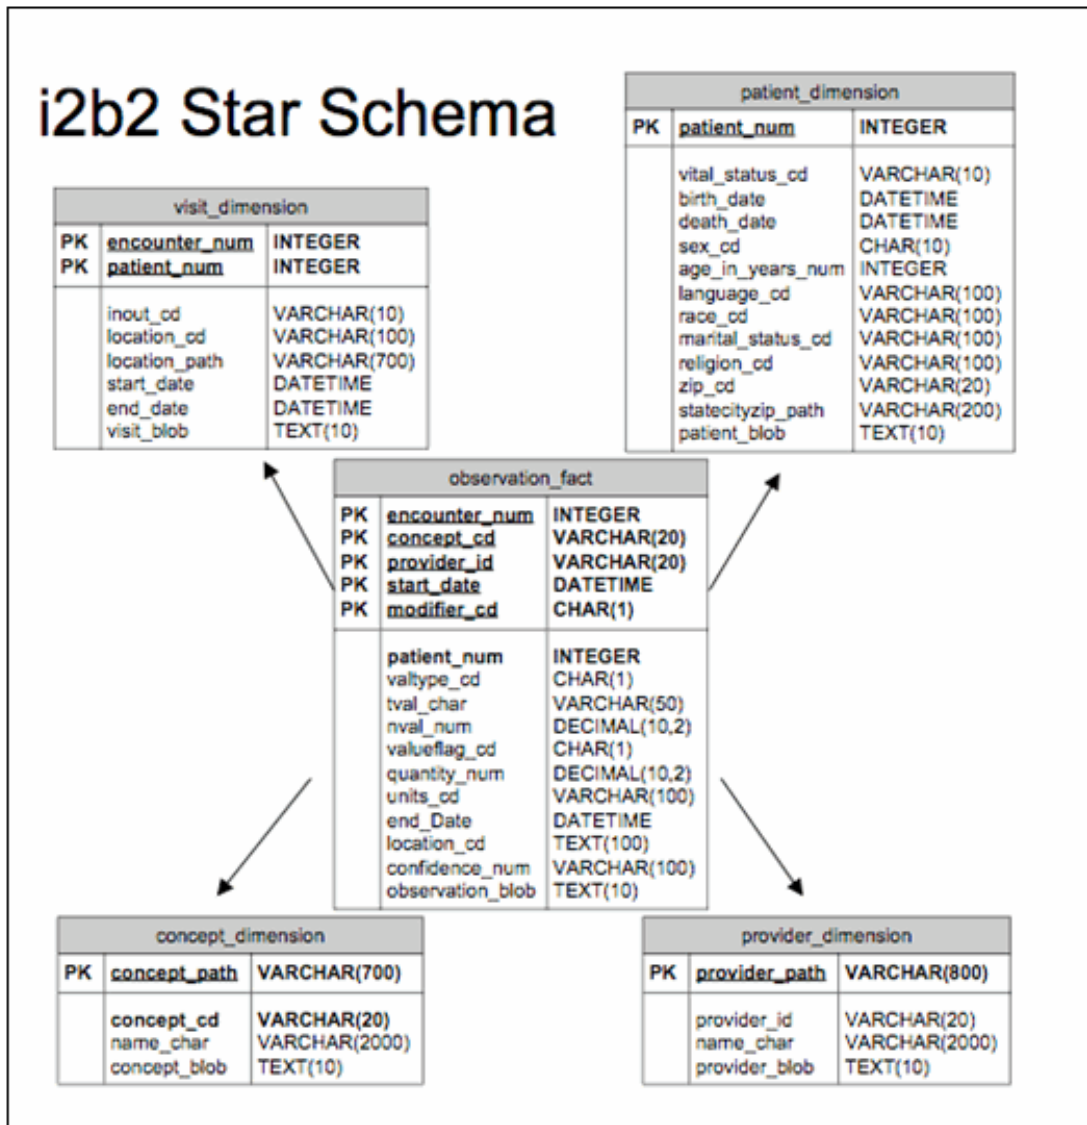 i2b2 Star Schema
patient_dimension
PK patient_num INTEGER
vital_status_cd VARCHAR(10)
birth_date DATETIME
death_date DATETIME
sex_cd CHAR(10)
age_in_years_num INTEGER
language_cd VARCHAR(100)
race_cd VARCHAR(100)
marital_status_cd VARCHAR(100)
religion_cd VARCHAR(100)
zip_cd VARCHAR(20)
statecityzip_path VARCHAR(200)
patient_blob TEXT(10)
visit_dimension
PK encounter_num INTEGER
PK patient_num INTEGER
inout_cd VARCHAR(10)
location_cd VARCHAR(100)
location_path VARCHAR(700)
start_date DATETIME
end_date DATETIME
visit_blob TEXT(10)
observation_fact
PK encounter_num INTEGER
PK concept_cd VARCHAR(20)
PK provider_id VARCHAR(20)
PK start_date DATETIME
PK modifier_cd CHAR(1)
patient_num INTEGER
valtype_cd CHAR(1)
tval_char VARCHAR(50)
nval_num DECIMAL(10,2)
valueflag_cd CHAR(1)
quantity_num DECIMAL(10,2)
units_cd VARCHAR(100)
end_Date DATETIME
location_cd TEXT(100)
confidence_num VARCHAR(100)
observation_blob TEXT(10)
concept_dimension
PK concept_path VARCHAR(700)
concept_cd VARCHAR(20)
name_char VARCHAR(2000)
concept_blob TEXT(10)
provider_dimension
PK provider_path VARCHAR(800)
provider_id VARCHAR(20)
name_char VARCHAR(2000)
provider_blob TEXT(10)